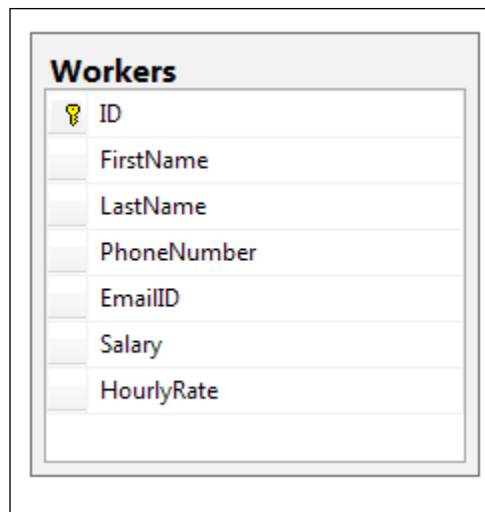 Workers
ID
FirstName
LastName
PhoneNumber
EmailID
Salary
HourlyRate